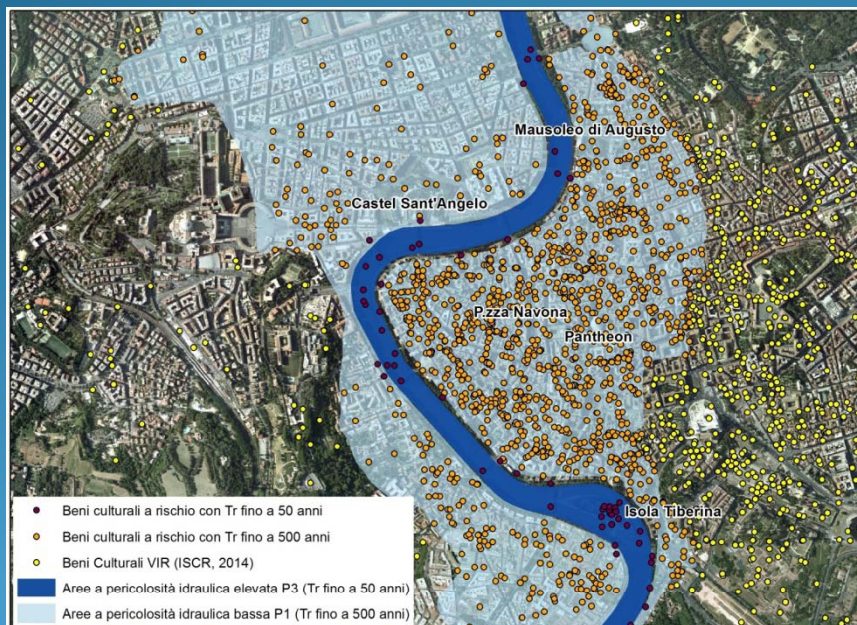 Mausoleo di Augusto
Castel Sant'Angelo
P.zza Navona
Pantheon
Isola Tiberina
Beni culturali a rischio con Tr fino a 50 anni
Beni culturali a rischio con Tr fino a 500 anni
Beni Culturali VIR (ISCR, 2014)
Aree a pericolosità idraulica elevata P3 (Tr fino a 50 anni)
Aree a pericolosità idraulica bassa P1 (Tr fino a 500 anni)